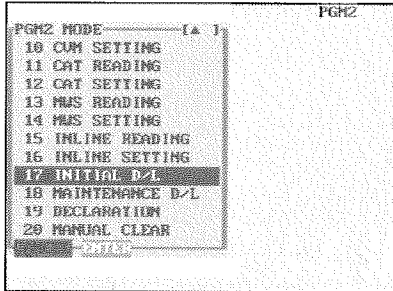 PGM2
PGM2 MODE [▲ ]
10 CVM SETTING
11 CAT READING
12 CAT SETTING
13 MWS READING
14 MWS SETTING
15 INLINE READING
16 INLINE SETTING
17 INITIAL D/L
18 MAINTENANCE D/L
19 DECLARATION
20 MANUAL CLEAR
ENTER